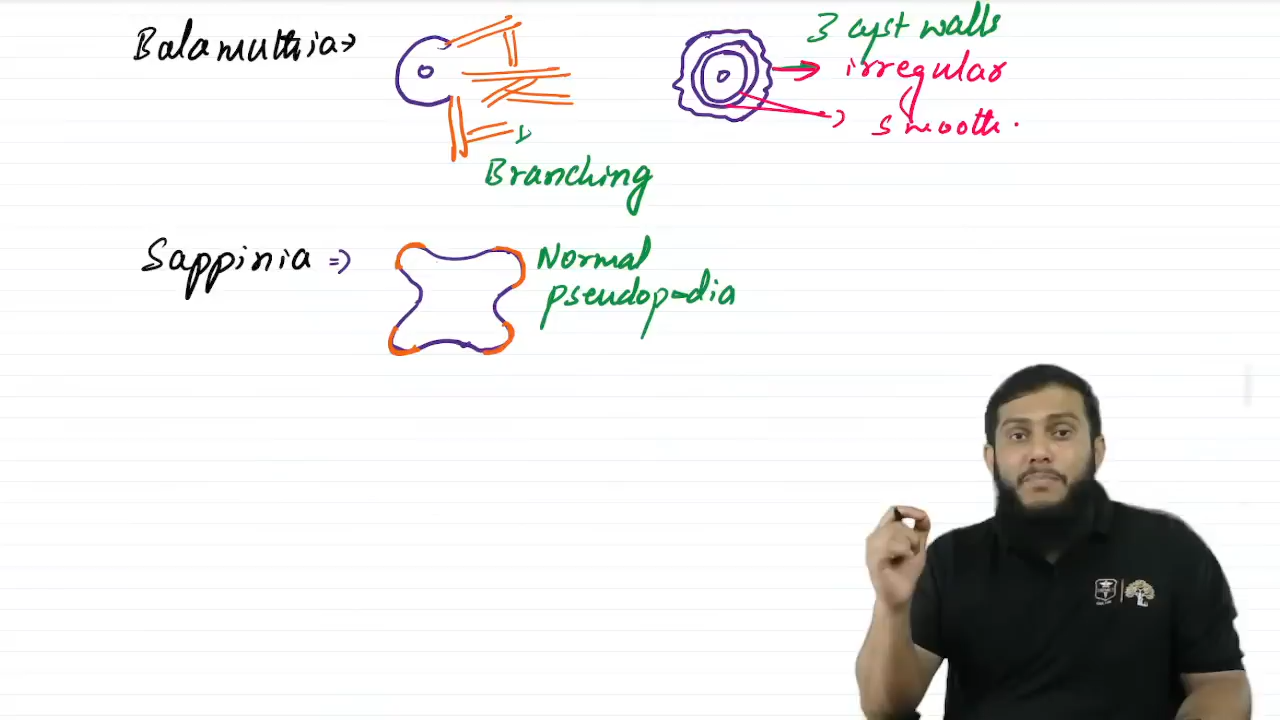 Balamuthia →
3 cyst walls
irregular
smooth.
Branching
Sappinia ⇒
Normal
pseudopodia